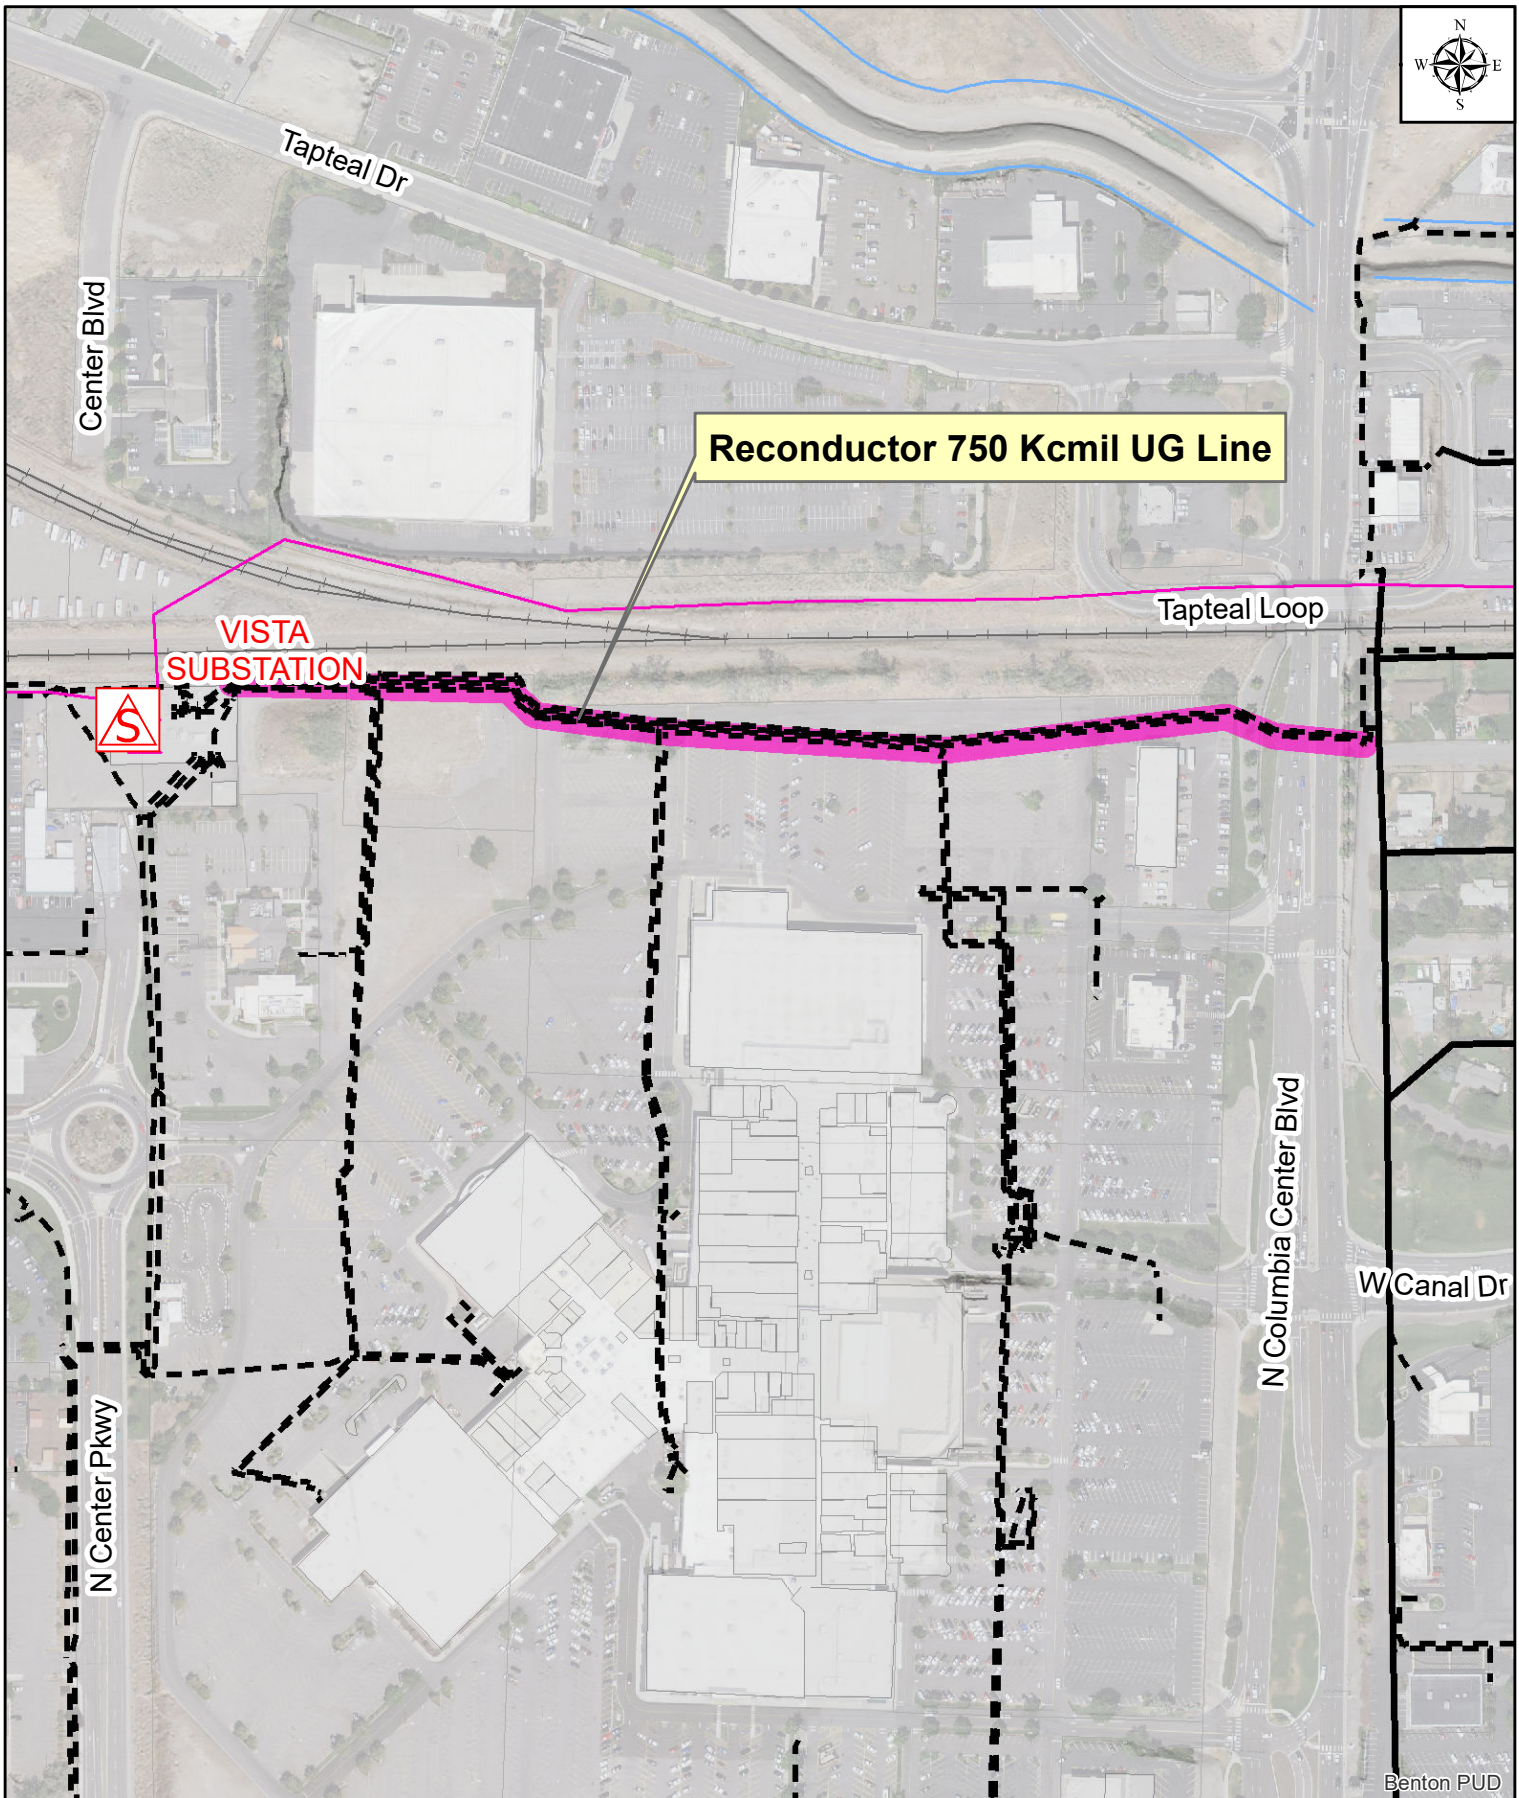 N
W E
S
Tapteal Dr
Center Blvd
Reconductor 750 Kcmil UG Line
Tapteal Loop
VISTA
SUBSTATION
S
N Columbia Center Blvd
W Canal Dr
N Center Pkwy
Benton PUD